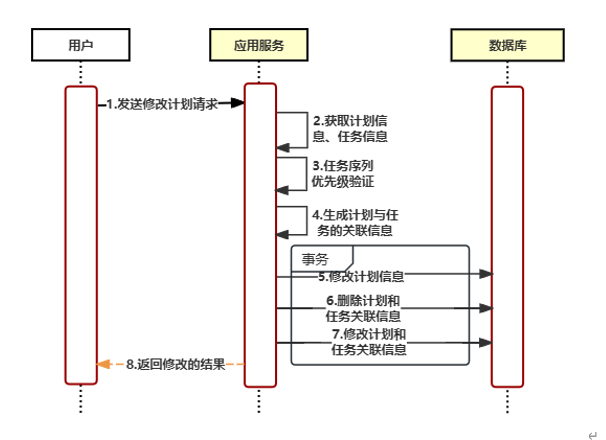 用户
应用服务
数据库
1.发送修改计划请求
2.获取计划信
息、任务信息
3.任务序列
优先级验证
4.生成计划与任
务的关联信息
事务
5.修改计划信息
6.删除计划和
任务关联信息
7.修改计划和
任务关联信息
8.返回修改的结果